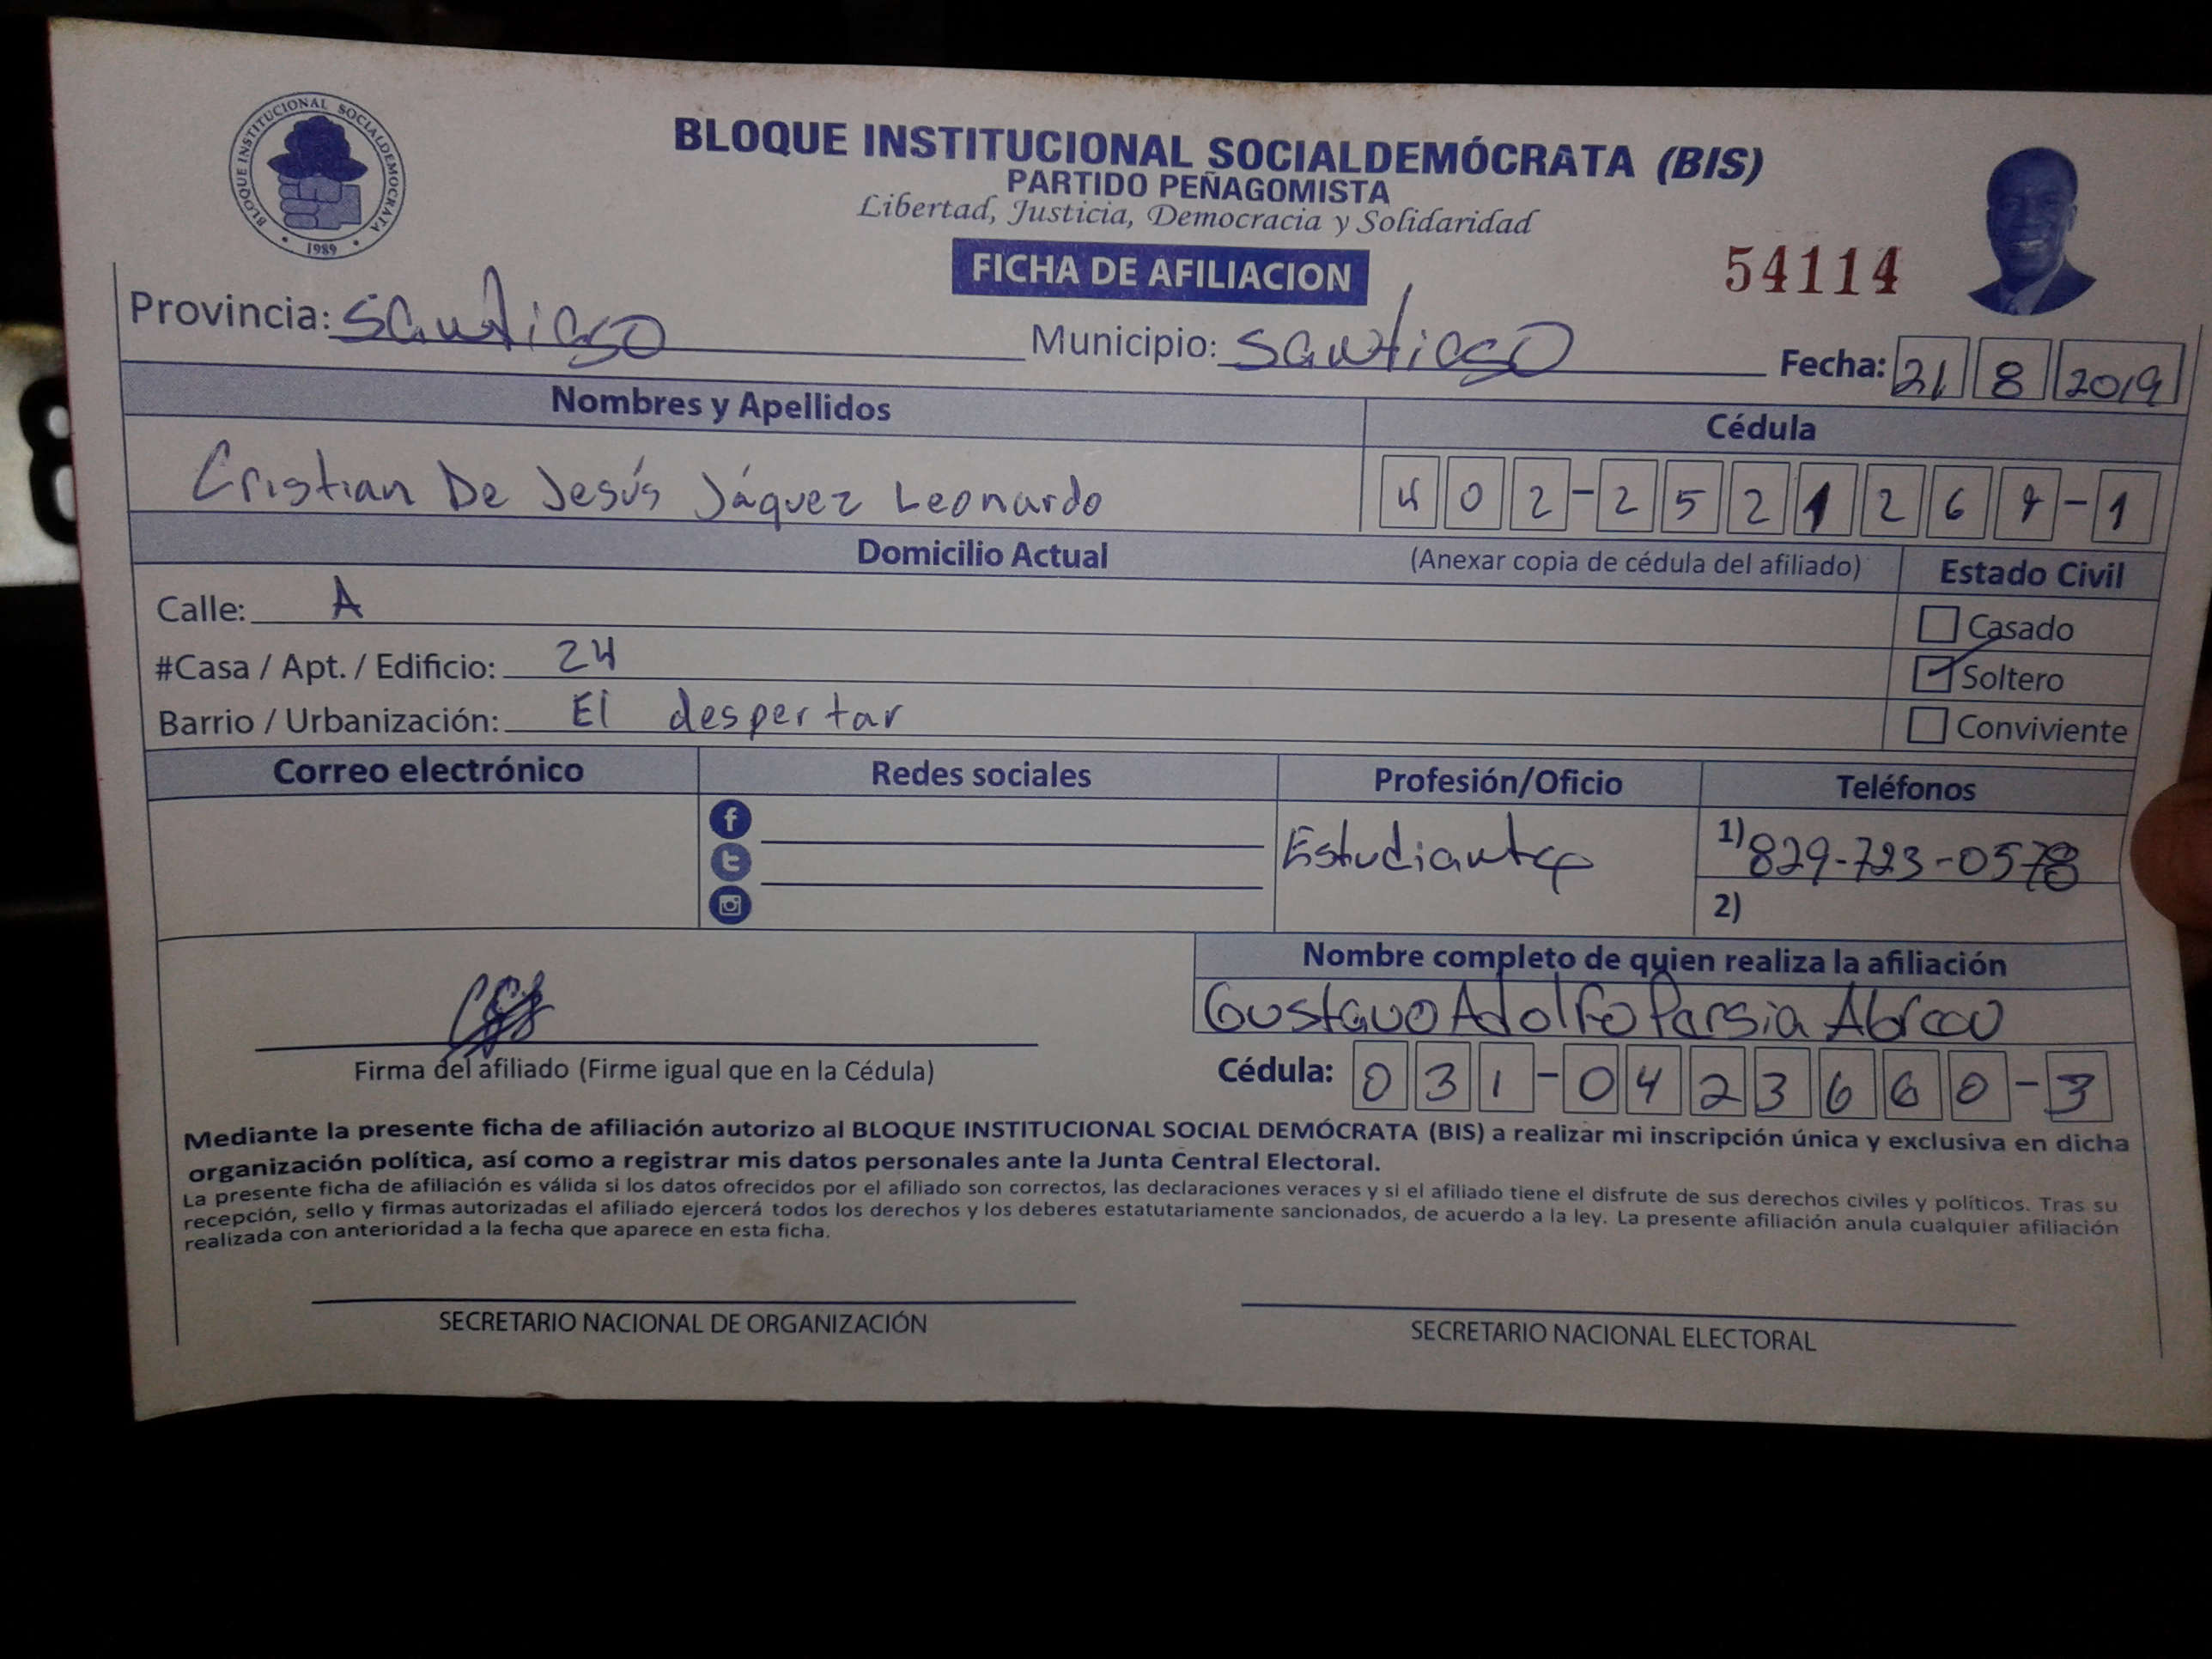 BLOQUE INSTITUCIONAL SOCIALDEMOCRATA
1989
BLOQUE INSTITUCIONAL SOCIALDEMÓCRATA (BIS)
PARTIDO PEÑAGOMISTA
Libertad, Justicia, Democracia y Solidaridad
FICHA DE AFILIACION
54114
Provincia: Santiago Municipio: Santiago Fecha: 21 8 2019
Nombres y Apellidos Cédula
Cristian De Jesús Jáquez Leonardo 402-2521267-1
Domicilio Actual (Anexar copia de cédula del afiliado) Estado Civil
Calle: A Casado
#Casa / Apt. / Edificio: 24 Soltero
Barrio / Urbanización: El despertar Conviviente
Correo electrónico Redes sociales Profesión/Oficio Teléfonos
Estudiante 1) 829-723-0578
2)
Nombre completo de quien realiza la afiliación
Gustavo Adolfo Abreu
Firma del afiliado (Firme igual que en la Cédula) Cédula: 031-0423660-3
Mediante la presente ficha de afiliación autorizo al BLOQUE INSTITUCIONAL SOCIAL DEMÓCRATA (BIS) a realizar mi inscripción única y exclusiva en dicha
organización política, así como a registrar mis datos personales ante la Junta Central Electoral.
La presente ficha de afiliación es válida si los datos ofrecidos por el afiliado son correctos, las declaraciones veraces y si el afiliado tiene el disfrute de sus derechos civiles y políticos. Tras su
recepción, sello y firmas autorizadas el afiliado ejercerá todos los derechos y los deberes estatutariamente sancionados, de acuerdo a la ley. La presente afiliación anula cualquier afiliación
realizada con anterioridad a la fecha que aparece en esta ficha.
SECRETARIO NACIONAL DE ORGANIZACIÓN SECRETARIO NACIONAL ELECTORAL